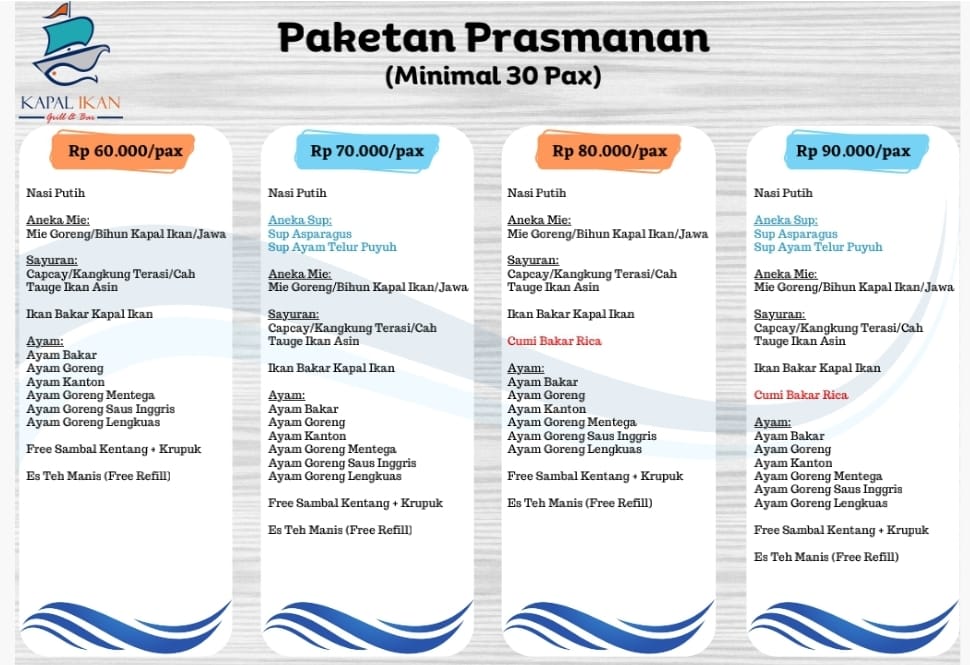 KAPAL IKAN
Grill & Bar
Paketan Prasmanan
(Minimal 30 Pax)
Rp 60.000/pax
Nasi Putih
Aneka Mie:
Mie Goreng/Bihun Kapal Ikan/Jawa
Sayuran:
Capcay/Kangkung Terasi/Cah
Tauge Ikan Asin
Ikan Bakar Kapal Ikan
Ayam:
Ayam Bakar
Ayam Goreng
Ayam Kanton
Ayam Goreng Mentega
Ayam Goreng Saus Inggris
Ayam Goreng Lengkuas
Free Sambal Kentang + Krupuk
Es Teh Manis (Free Refill)
Rp 70.000/pax
Nasi Putih
Aneka Sup:
Sup Asparagus
Sup Ayam Telur Puyuh
Aneka Mie:
Mie Goreng/Bihun Kapal Ikan/Jawa
Sayuran:
Capcay/Kangkung Terasi/Cah
Tauge Ikan Asin
Ikan Bakar Kapal Ikan
Ayam:
Ayam Bakar
Ayam Goreng
Ayam Kanton
Ayam Goreng Mentega
Ayam Goreng Saus Inggris
Ayam Goreng Lengkuas
Free Sambal Kentang + Krupuk
Es Teh Manis (Free Refill)
Rp 80.000/pax
Nasi Putih
Aneka Mie:
Mie Goreng/Bihun Kapal Ikan/Jawa
Sayuran:
Capcay/Kangkung Terasi/Cah
Tauge Ikan Asin
Ikan Bakar Kapal Ikan
Cumi Bakar Rica
Ayam:
Ayam Bakar
Ayam Goreng
Ayam Kanton
Ayam Goreng Mentega
Ayam Goreng Saus Inggris
Ayam Goreng Lengkuas
Free Sambal Kentang + Krupuk
Es Teh Manis (Free Refill)
Rp 90.000/pax
Nasi Putih
Aneka Sup:
Sup Asparagus
Sup Ayam Telur Puyuh
Aneka Mie:
Mie Goreng/Bihun Kapal Ikan/Jawa
Sayuran:
Capcay/Kangkung Terasi/Cah
Tauge Ikan Asin
Ikan Bakar Kapal Ikan
Cumi Bakar Rica
Ayam:
Ayam Bakar
Ayam Goreng
Ayam Kanton
Ayam Goreng Mentega
Ayam Goreng Saus Inggris
Ayam Goreng Lengkuas
Free Sambal Kentang + Krupuk
Es Teh Manis (Free Refill)